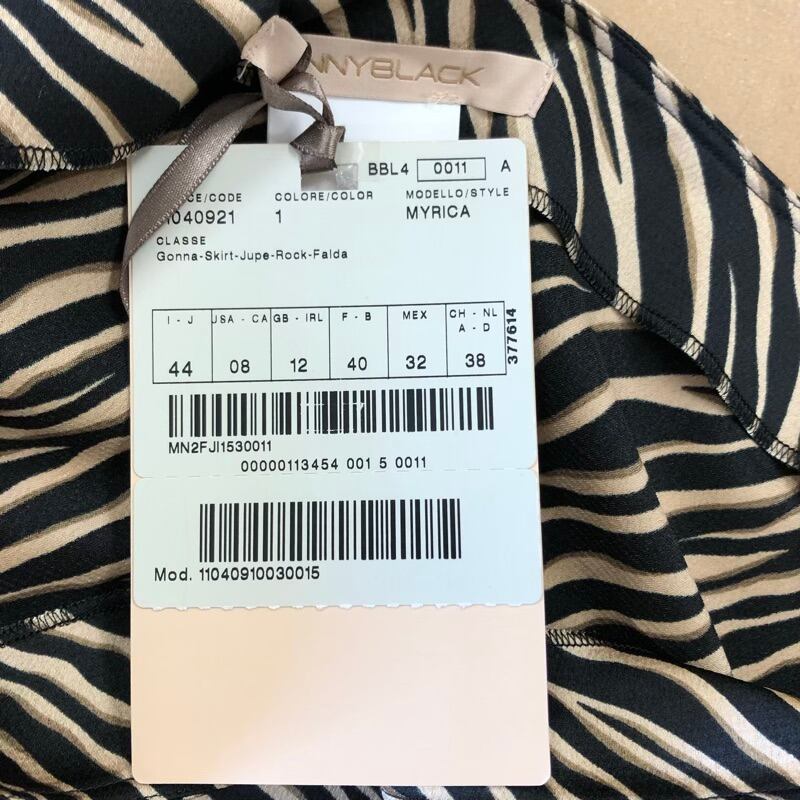 NNYBLACK
BBL4 0011 A
CE/CODE COLORE/COLOR MODELLO/STYLE
1040921 1 MYRICA
CLASSE
Gonna-Skirt-Jupe-Rock-Falda
I - J USA - CA GB - IRL F - B MEX CH - NL A - D
44 08 12 40 32 38
377614
MN2FJI1530011
00000113454 001 5 0011
Mod. 11040910030015